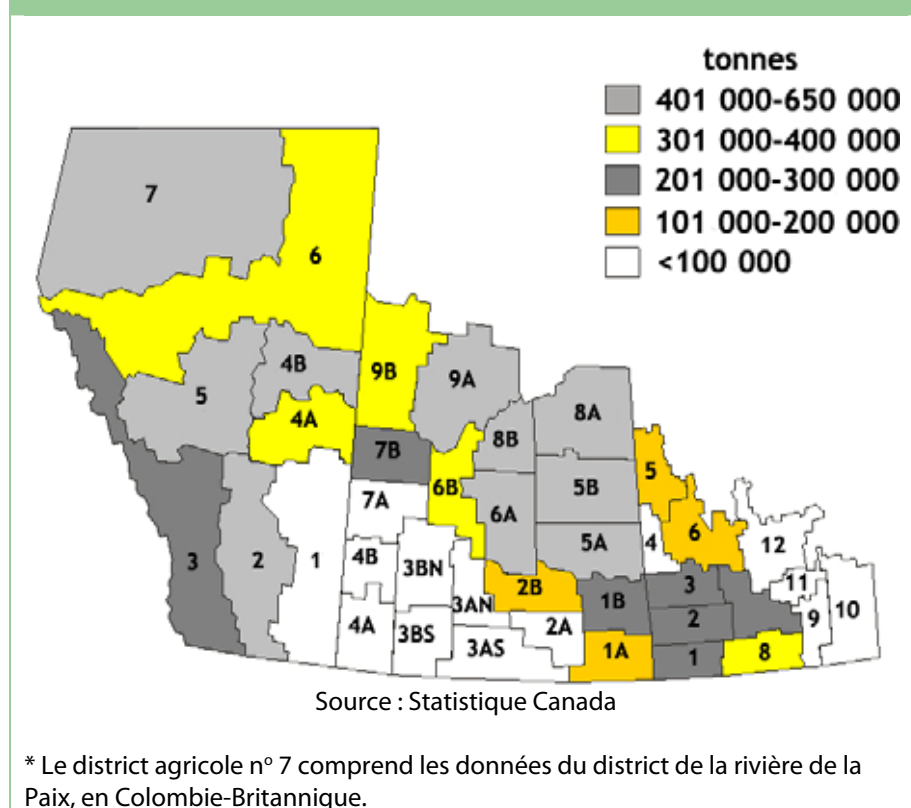 tonnes
401 000-650 000
301 000-400 000
201 000-300 000
101 000-200 000
<100 000
7
6
9B
9A
4B
5
4A
8A
8B
7B
5
6B
5B
7A
6A
6
5A
4
12
3
2
1
4B
3BN
2B
3
11
1B
3AN
2
9
10
4A
3BS
2A
3AS
1A
1
8
Source : Statistique Canada
* Le district agricole nº 7 comprend les données du district de la rivière de la
Paix, en Colombie-Britannique.